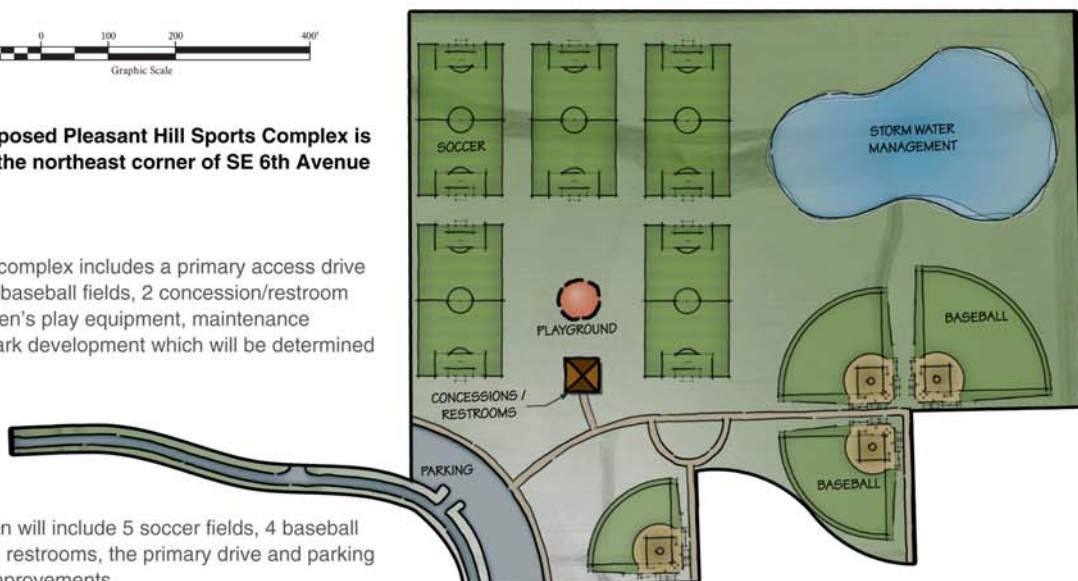 0 100 200 400'
Graphic Scale
posed Pleasant Hill Sports Complex is
the northeast corner of SE 6th Avenue
complex includes a primary access drive
baseball fields, 2 concession/restroom
en's play equipment, maintenance
ark development which will be determined
n will include 5 soccer fields, 4 baseball
restrooms, the primary drive and parking
mprovements
SOCCER
STORM WATER
MANAGEMENT
PLAYGROUND
BASEBALL
CONCESSIONS /
RESTROOMS
PARKING
BASEBALL